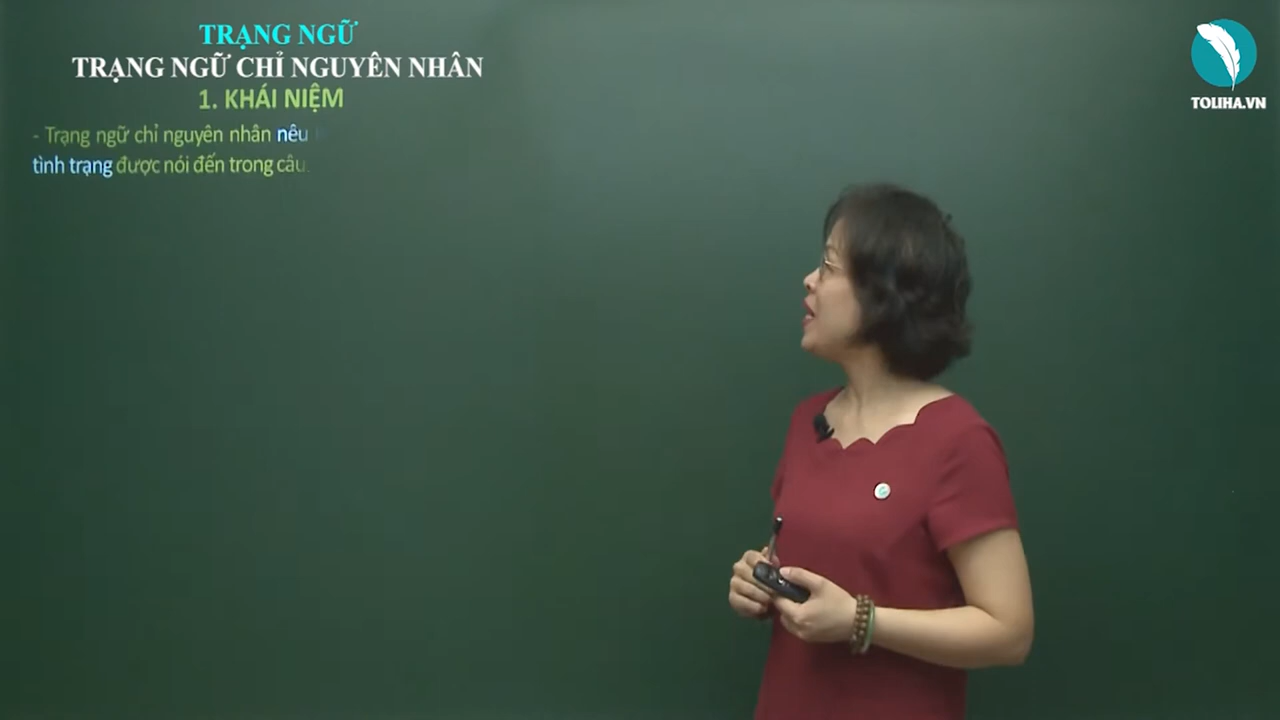 TRẠNG NGỮ
TRẠNG NGỮ CHỈ NGUYÊN NHÂN
1. KHÁI NIỆM
- Trạng ngữ chỉ nguyên nhân nêu
tình trạng được nói đến trong câu.
TOLIHA.VN